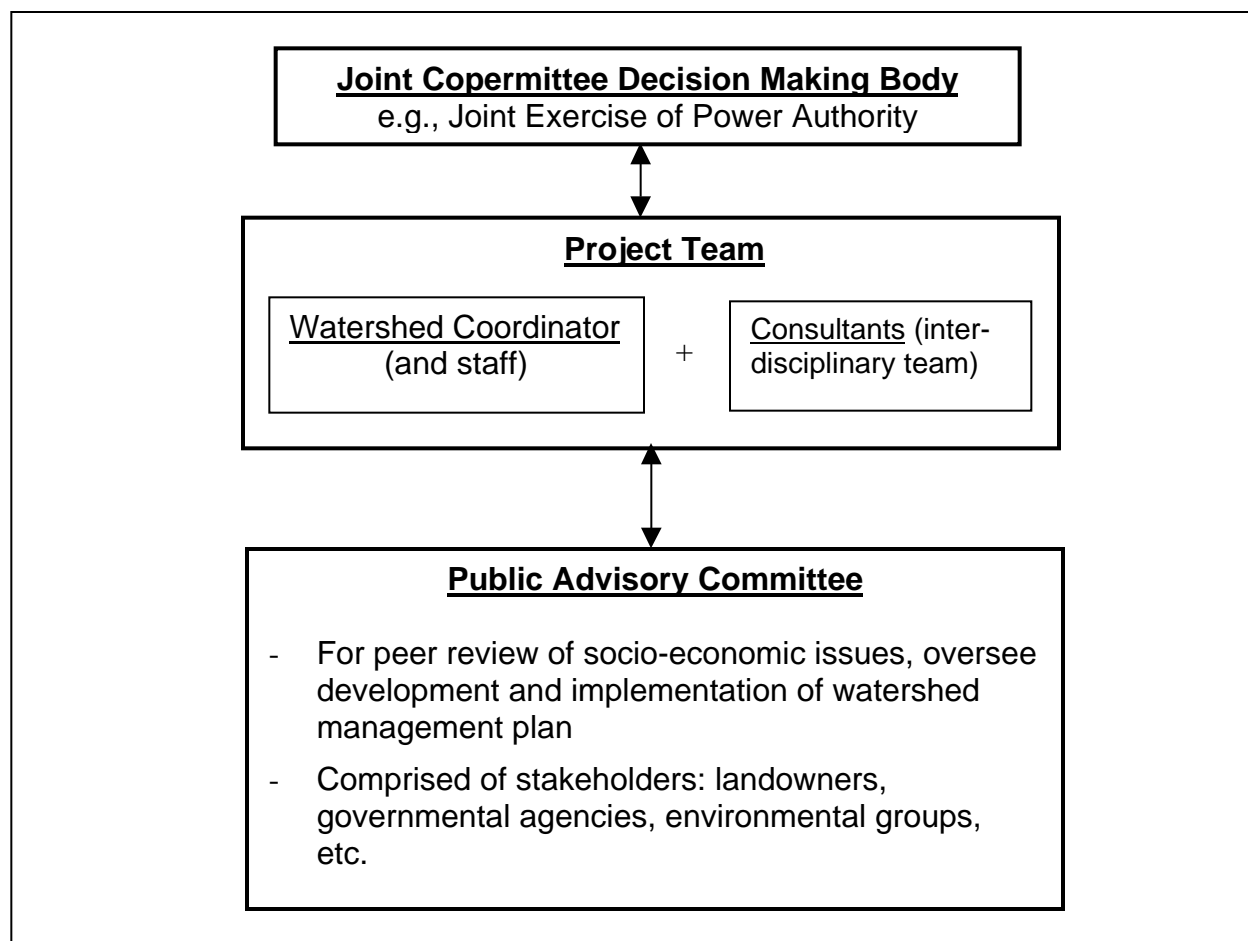 Joint Copermittee Decision Making Body
e.g., Joint Exercise of Power Authority
Project Team
Watershed Coordinator
(and staff)
+
Consultants (inter-
disciplinary team)
Public Advisory Committee
- For peer review of socio-economic issues, oversee
development and implementation of watershed
management plan
- Comprised of stakeholders: landowners,
governmental agencies, environmental groups,
etc.